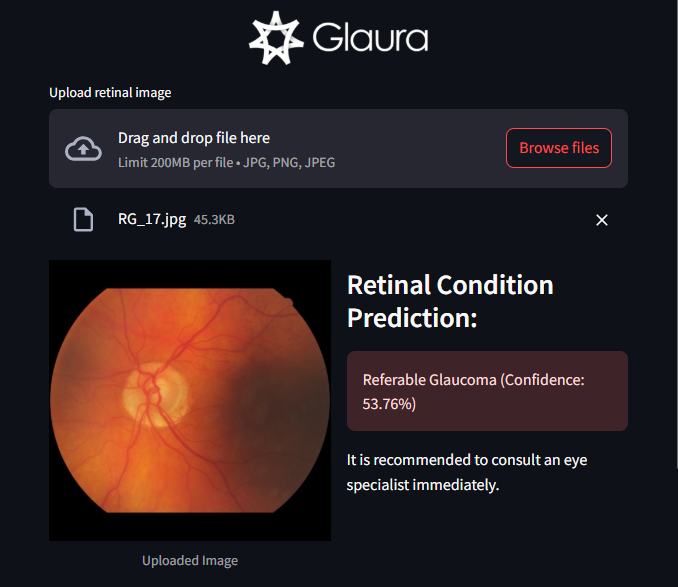 Glaura
Upload retinal image
Drag and drop file here
Limit 200MB per file • JPG, PNG, JPEG
Browse files
RG_17.jpg 45.3KB
Retinal Condition
Prediction:
Referable Glaucoma (Confidence:
53.76%)
It is recommended to consult an eye
specialist immediately.
Uploaded Image